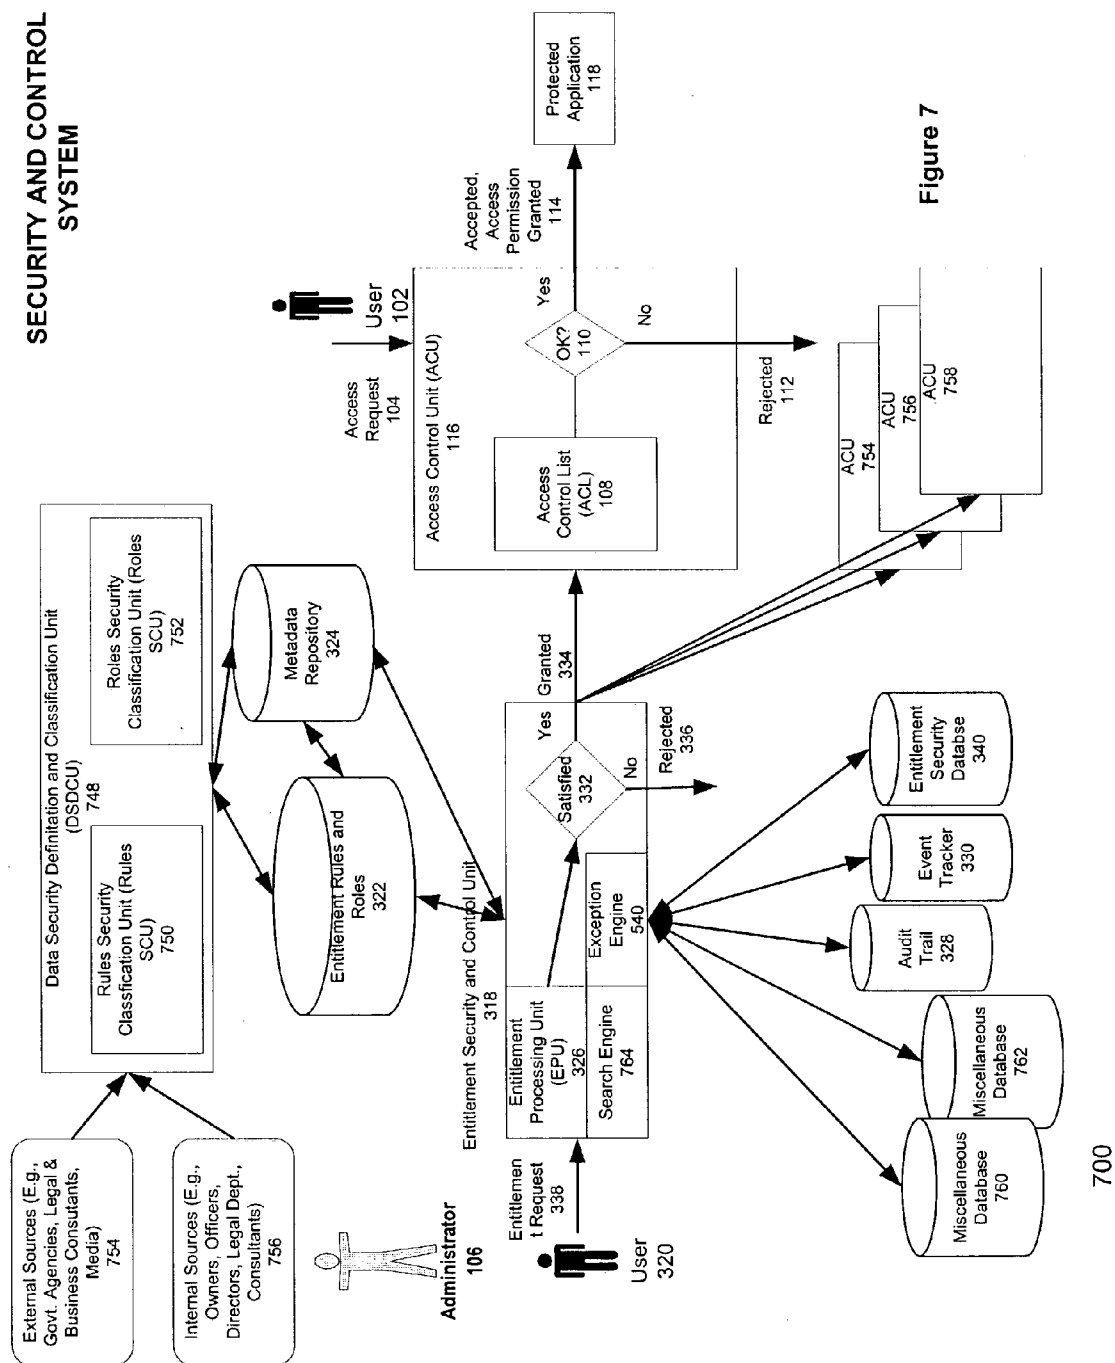 SECURITY AND CONTROL
SYSTEM
External Sources (E.g.,
Govt. Agencies, Legal &
Business Consutants,
Media)
754
Internal Sources (E.g.,
Owners, Officers,
Directors, Legal Dept.,
Consultants)
756
Data Security Defination and Classification Unit
(DSDCU)
748
Rules Security
Classfication Unit (Rules
SCU)
750
Roles Security
Classification Unit (Roles
SCU)
752
Administrator
106
Entitlement Rules and
Roles
322
Metadata
Repository
324
User
102
Access
Request
104
Entitlement Security and Control Unit
318
Access Control Unit (ACU)
116
Entitlemen
t Request
338
User
320
Entitlement
Processing Unit
(EPU)
326
Search Engine
764
Exception
Engine
540
Satisfied
332
Yes
No
Granted
334
Rejected
336
Access
Control List
(ACL)
108
OK?
110
Yes
No
Accepted,
Access
Permission
Granted
114
Protected
Application
118
Rejected
112
ACU
754
ACU
756
ACU
758
Miscellaneous
Database
760
Miscellaneous
Database
762
Audit
Trail
328
Event
Tracker
330
Entitlement
Security
Databse
340
Figure 7
700